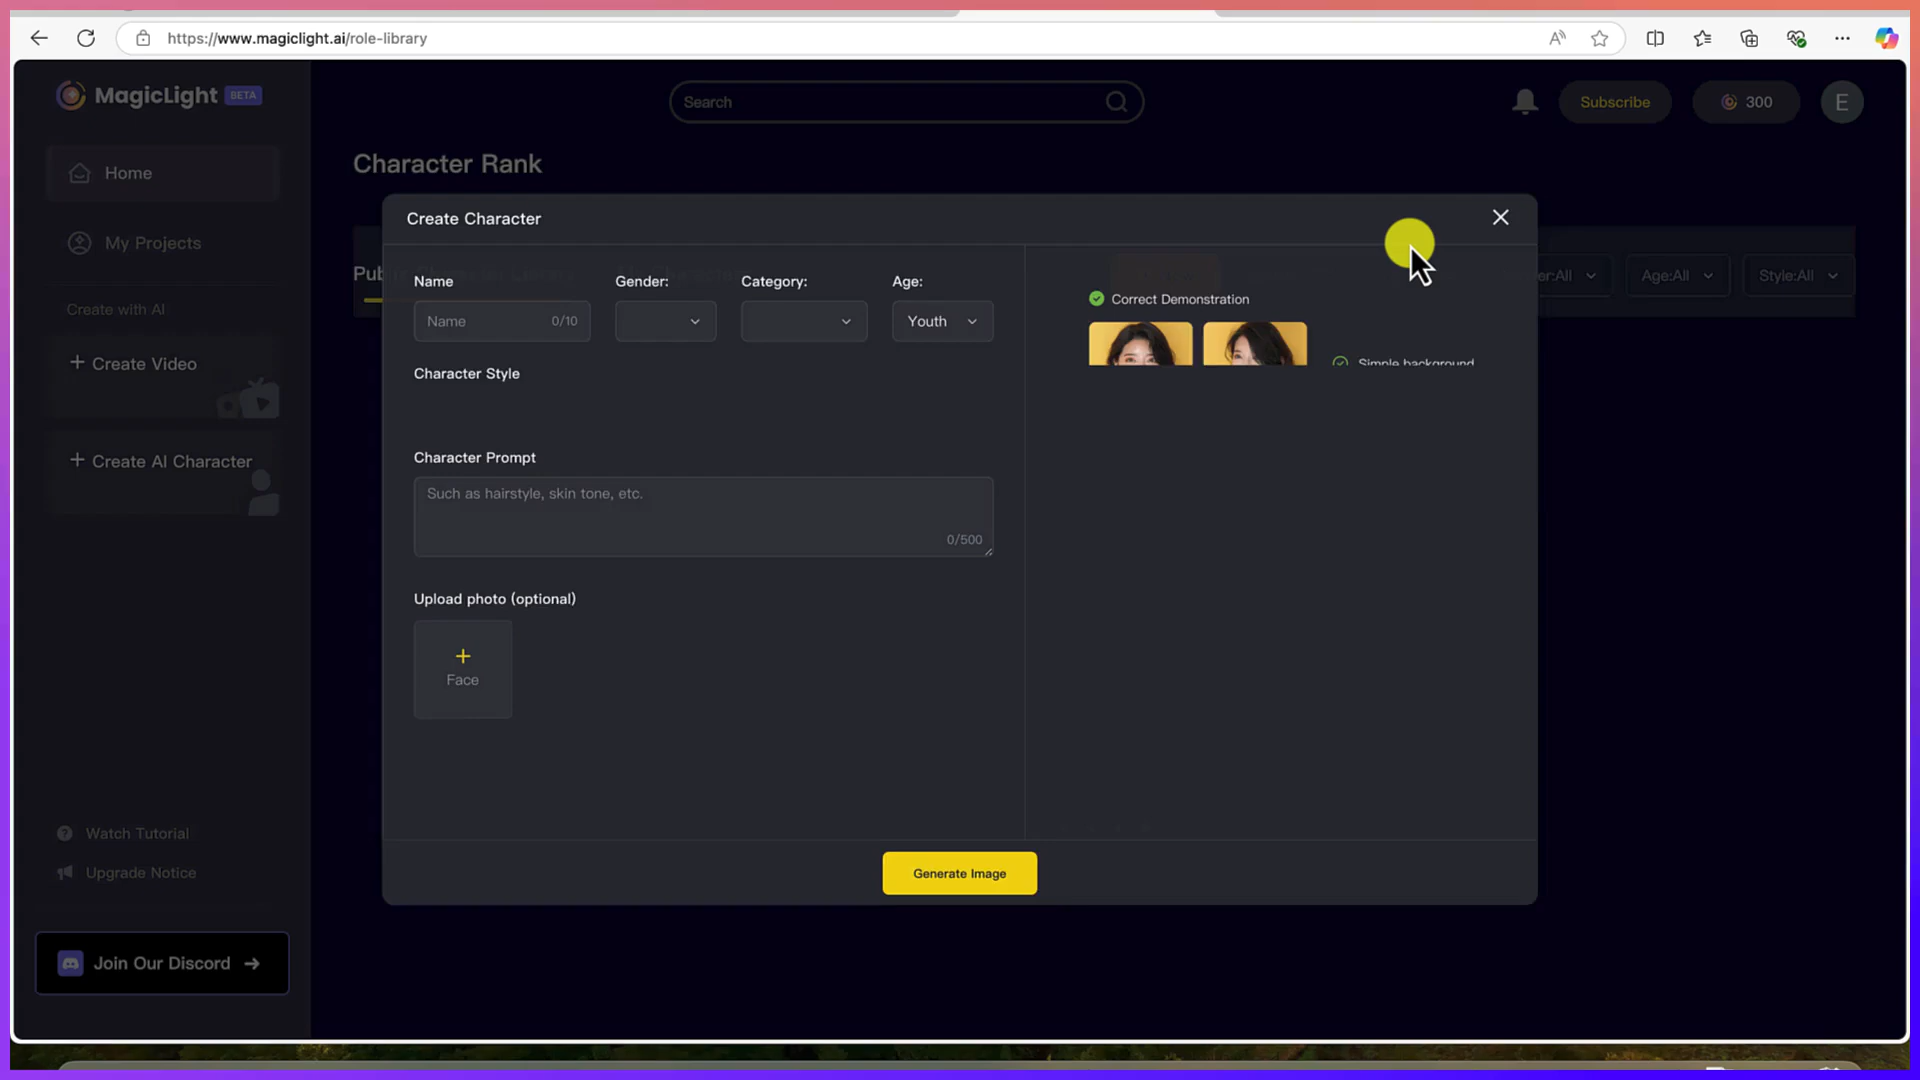 https://www.magiclight.ai/role-library
MagicLight BETA
Search
Subscribe
300
E
Home
My Projects
Create with AI
+ Create Video
+ Create AI Character
Watch Tutorial
Upgrade Notice
Join Our Discord →
Character Rank
Create Character
Name
Gender:
Category:
Age:
Name 0/10
Youth
Character Style
Character Prompt
Such as hairstyle, skin tone, etc.
0/500
Upload photo (optional)
+
Face
Correct Demonstration
Simple background
Generate Image
Age:All
Style:All